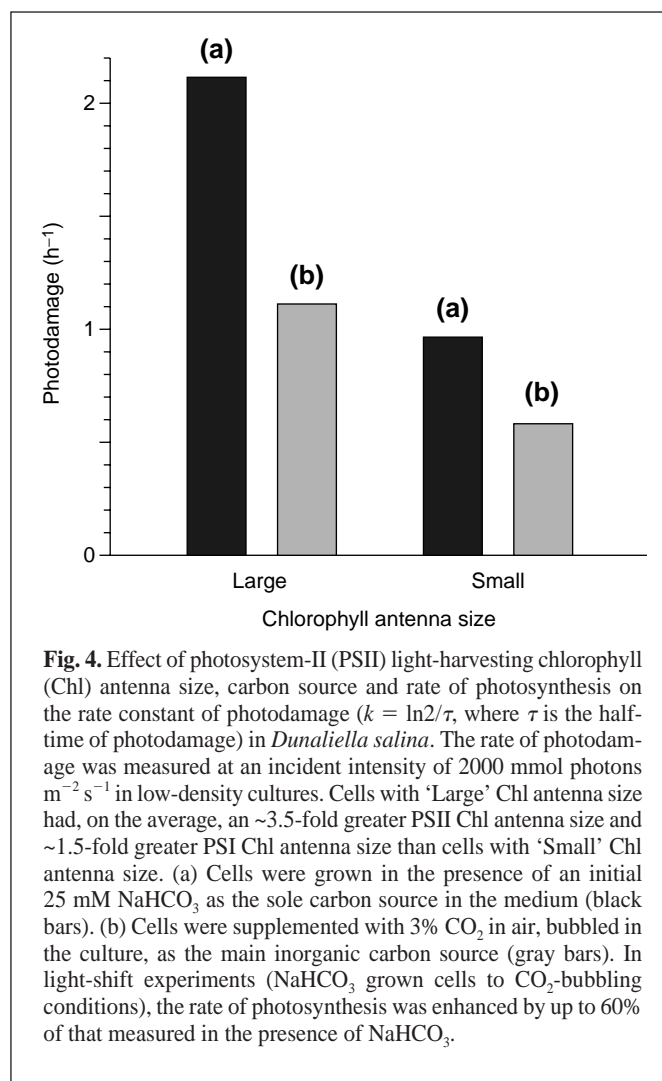 (a)
2
(b)
(a)
1
(b)
0
Photodamage (h⁻¹)
Large
Small
Chlorophyll antenna size
Fig. 4. Effect of photosystem-II (PSII) light-harvesting chlorophyll
(Chl) antenna size, carbon source and rate of photosynthesis on
the rate constant of photodamage (k = ln2/τ, where τ is the half-
time of photodamage) in Dunaliella salina. The rate of photodam-
age was measured at an incident intensity of 2000 mmol photons
m⁻² s⁻¹ in low-density cultures. Cells with ‘Large’ Chl antenna size
had, on the average, an ~3.5-fold greater PSII Chl antenna size and
~1.5-fold greater PSI Chl antenna size than cells with ‘Small’ Chl
antenna size. (a) Cells were grown in the presence of an initial
25 mM NaHCO₃ as the sole carbon source in the medium (black
bars). (b) Cells were supplemented with 3% CO₂ in air, bubbled in
the culture, as the main inorganic carbon source (gray bars). In
light-shift experiments (NaHCO₃ grown cells to CO₂-bubbling
conditions), the rate of photosynthesis was enhanced by up to 60%
of that measured in the presence of NaHCO₃.